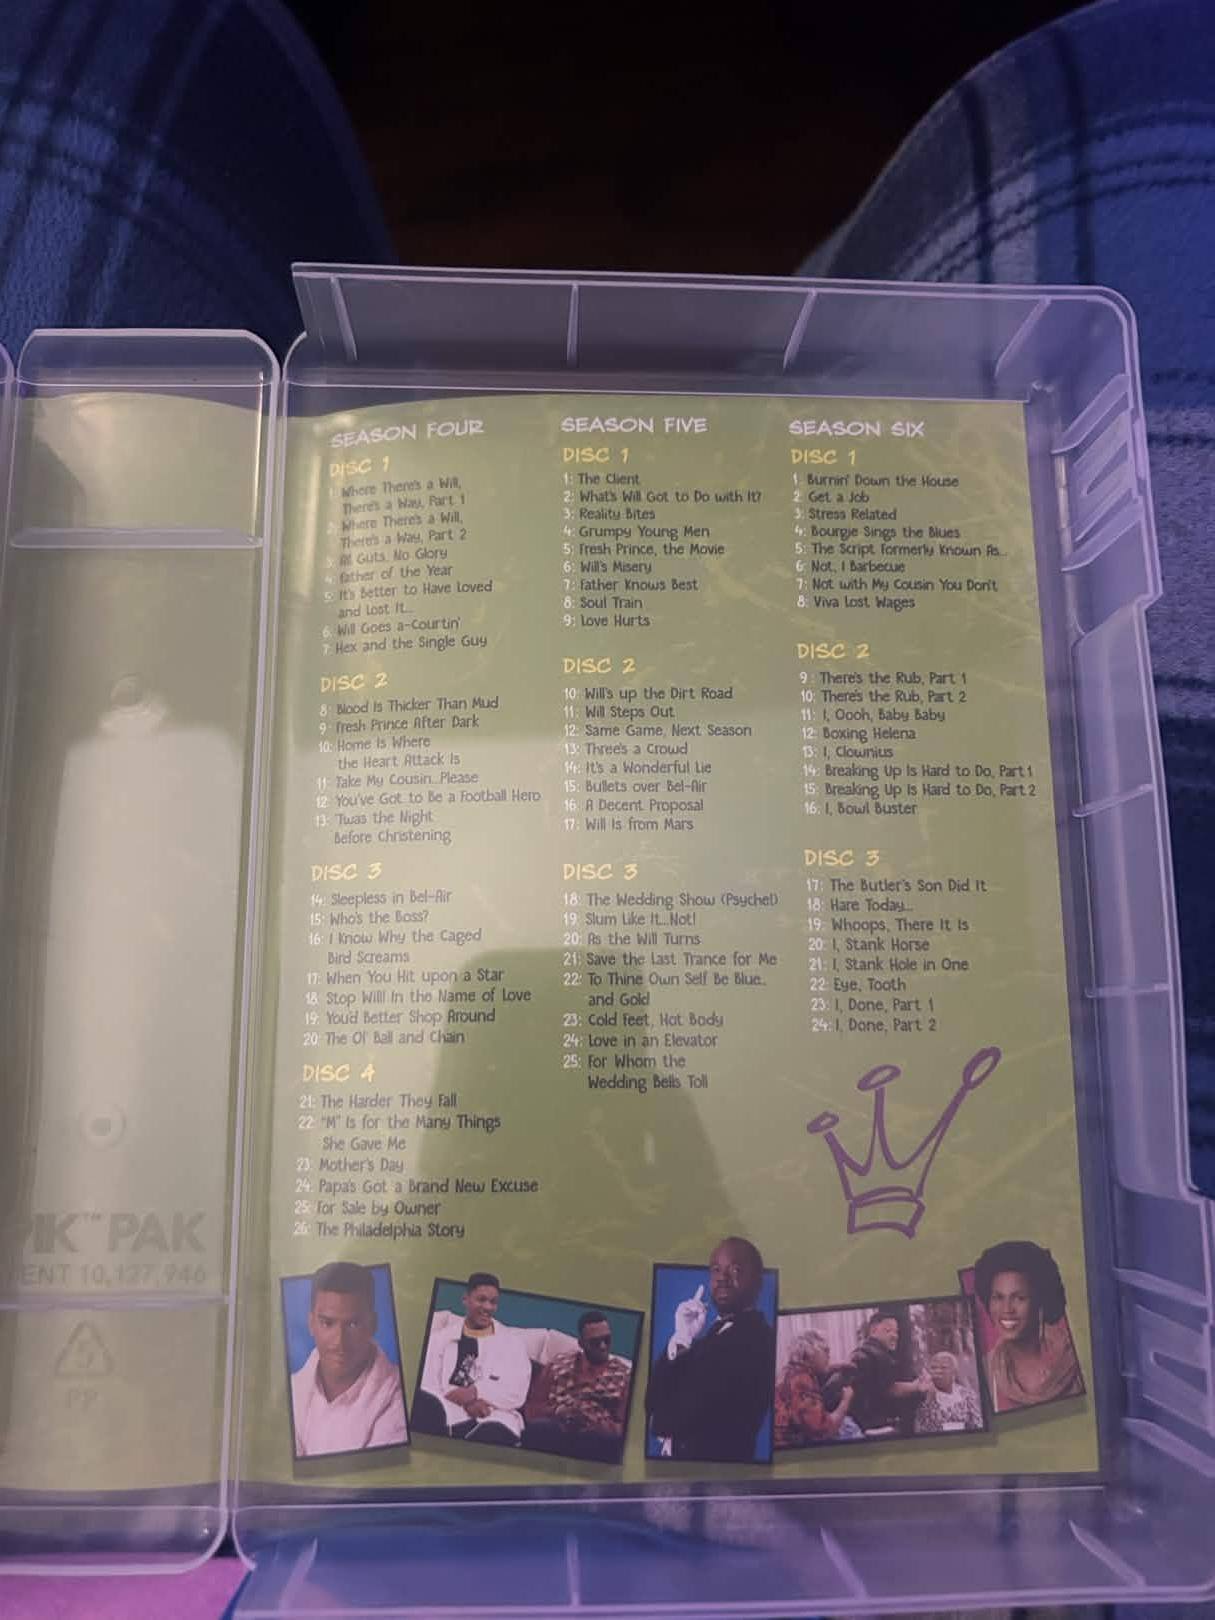 SEASON FOUR
DISC 1
1: Where There's a Will,
There's a Way, Part 1
2: Where There's a Will,
There's a Way, Part 2
3: All Guts, No Glory
4: Father of the Year
5: It's Better to Have Loved
and Lost It...
6: Will Goes a-Courtin'
7: Hex and the Single Guy
DISC 2
8: Blood Is Thicker Than Mud
9: Fresh Prince After Dark
10: Home Is Where
the Heart Attack Is
11: Take My Cousin...Please
12: You've Got to Be a Football Hero
13: 'Twas the Night
Before Christening
DISC 3
14: Sleepless in Bel-Air
15: Who's the Boss?
16: I Know Why the Caged
Bird Screams
17: When You Hit upon a Star
18: Stop Will! In the Name of Love
19: You'd Better Shop Around
20: The Ol' Ball and Chain
DISC 4
21: The Harder They Fall
22: "M" Is for the Many Things
She Gave Me
23: Mother's Day
24: Papa's Got a Brand New Excuse
25: For Sale by Owner
26: The Philadelphia Story
SEASON FIVE
DISC 1
1: The Client
2: What's Will Got to Do with It?
3: Reality Bites
4: Grumpy Young Men
5: Fresh Prince, the Movie
6: Will's Misery
7: Father Knows Best
8: Soul Train
9: Love Hurts
DISC 2
10: Will's up the Dirt Road
11: Will Steps Out
12: Same Game, Next Season
13: Three's a Crowd
14: It's a Wonderful Lie
15: Bullets over Bel-Air
16: A Decent Proposal
17: Will Is from Mars
DISC 3
18: The Wedding Show (Psyche!)
19: Slum Like It...Not!
20: As the Will Turns
21: Save the Last Trance for Me
22: To Thine Own Self Be Blue...
and Gold
23: Cold Feet, Hot Body
24: Love in an Elevator
25: For Whom the
Wedding Bells Toll
SEASON SIX
DISC 1
1: Burnin' Down the House
2: Get a Job
3: Stress Related
4: Bourgie Sings the Blues
5: The Script Formerly Known As...
6: Not, I Barbecue
7: Not with My Cousin You Don't
8: Viva Lost Wages
DISC 2
9: There's the Rub, Part 1
10: There's the Rub, Part 2
11: I, Oooh, Baby Baby
12: Boxing Helena
13: I, Clownius
14: Breaking Up Is Hard to Do, Part 1
15: Breaking Up Is Hard to Do, Part 2
16: I, Bowl Buster
DISC 3
17: The Butler's Son Did It
18: Hare Today...
19: Whoops, There It Is
20: I, Stank Horse
21: I, Stank Hole in One
22: Eye, Tooth
23: I, Done, Part 1
24: I, Done, Part 2
PAK
10,127,946
5
PP